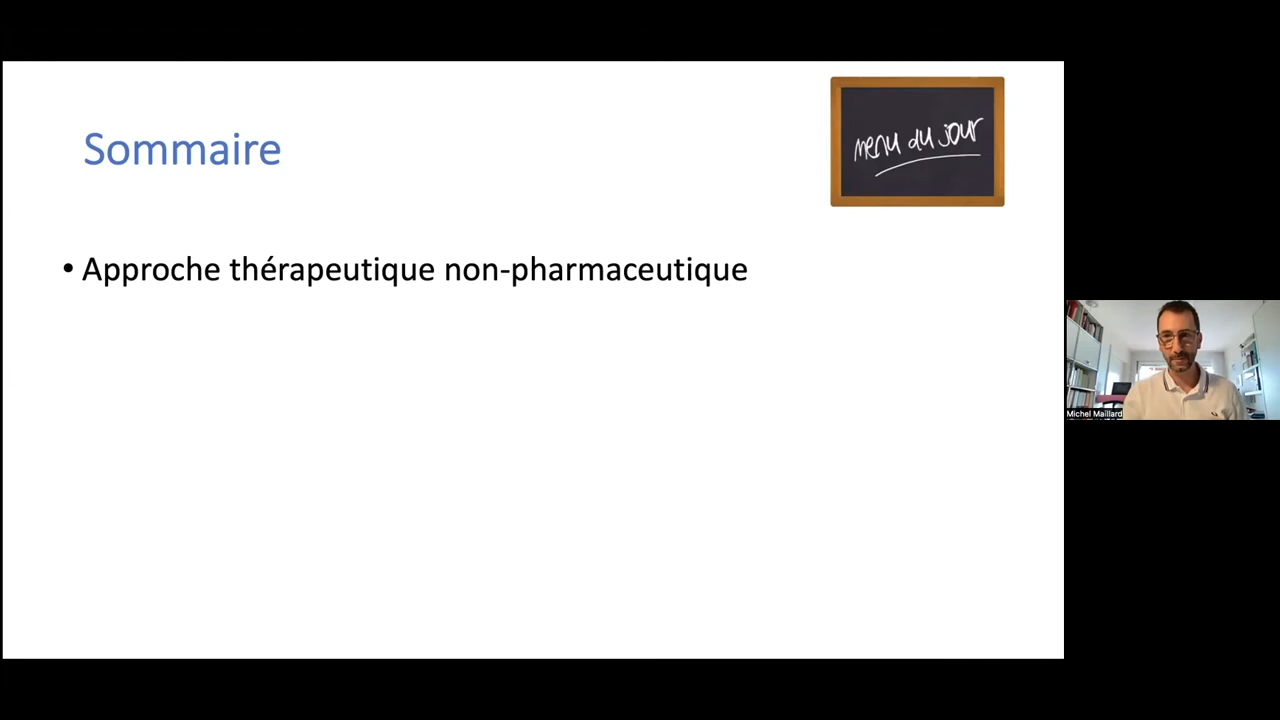 Sommaire
menu du jour
• Approche thérapeutique non-pharmaceutique
Michel Maillard